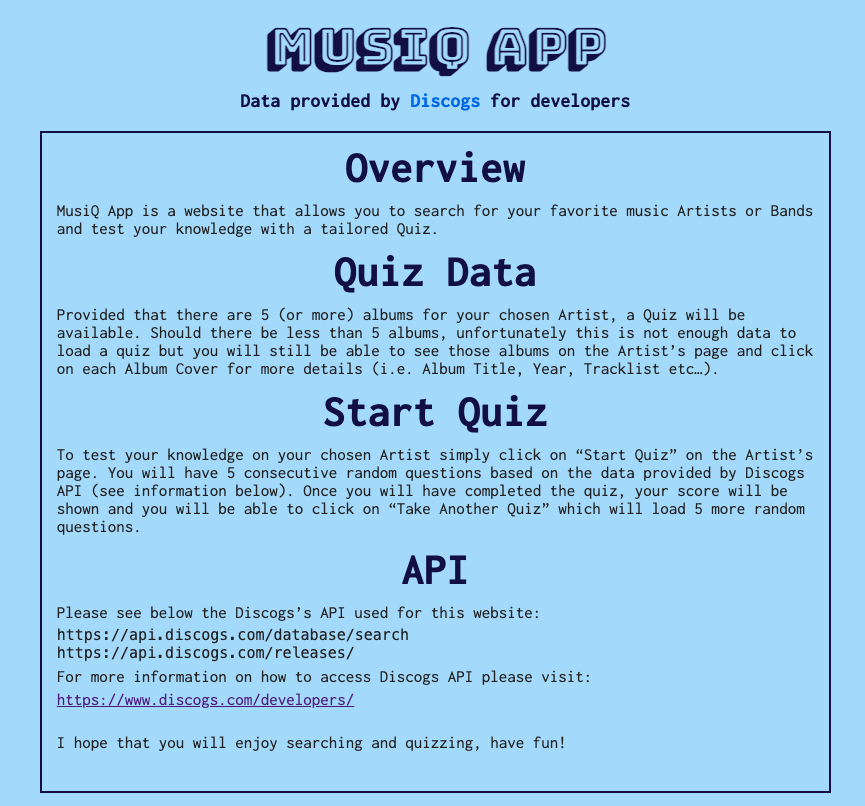 MUSIQ APP
Data provided by Discogs for developers
Overview
MusiQ App is a website that allows you to search for your favorite music Artists or Bands
and test your knowledge with a tailored Quiz.
Quiz Data
Provided that there are 5 (or more) albums for your chosen Artist, a Quiz will be
available. Should there be less than 5 albums, unfortunately this is not enough data to
load a quiz but you will still be able to see those albums on the Artist’s page and click
on each Album Cover for more details (i.e. Album Title, Year, Tracklist etc…).
Start Quiz
To test your knowledge on your chosen Artist simply click on “Start Quiz” on the Artist’s
page. You will have 5 consecutive random questions based on the data provided by Discogs
API (see information below). Once you will have completed the quiz, your score will be
shown and you will be able to click on “Take Another Quiz” which will load 5 more random
questions.
API
Please see below the Discogs’s API used for this website:
https://api.discogs.com/database/search
https://api.discogs.com/releases/
For more information on how to access Discogs API please visit:
https://www.discogs.com/developers/
I hope that you will enjoy searching and quizzing, have fun!